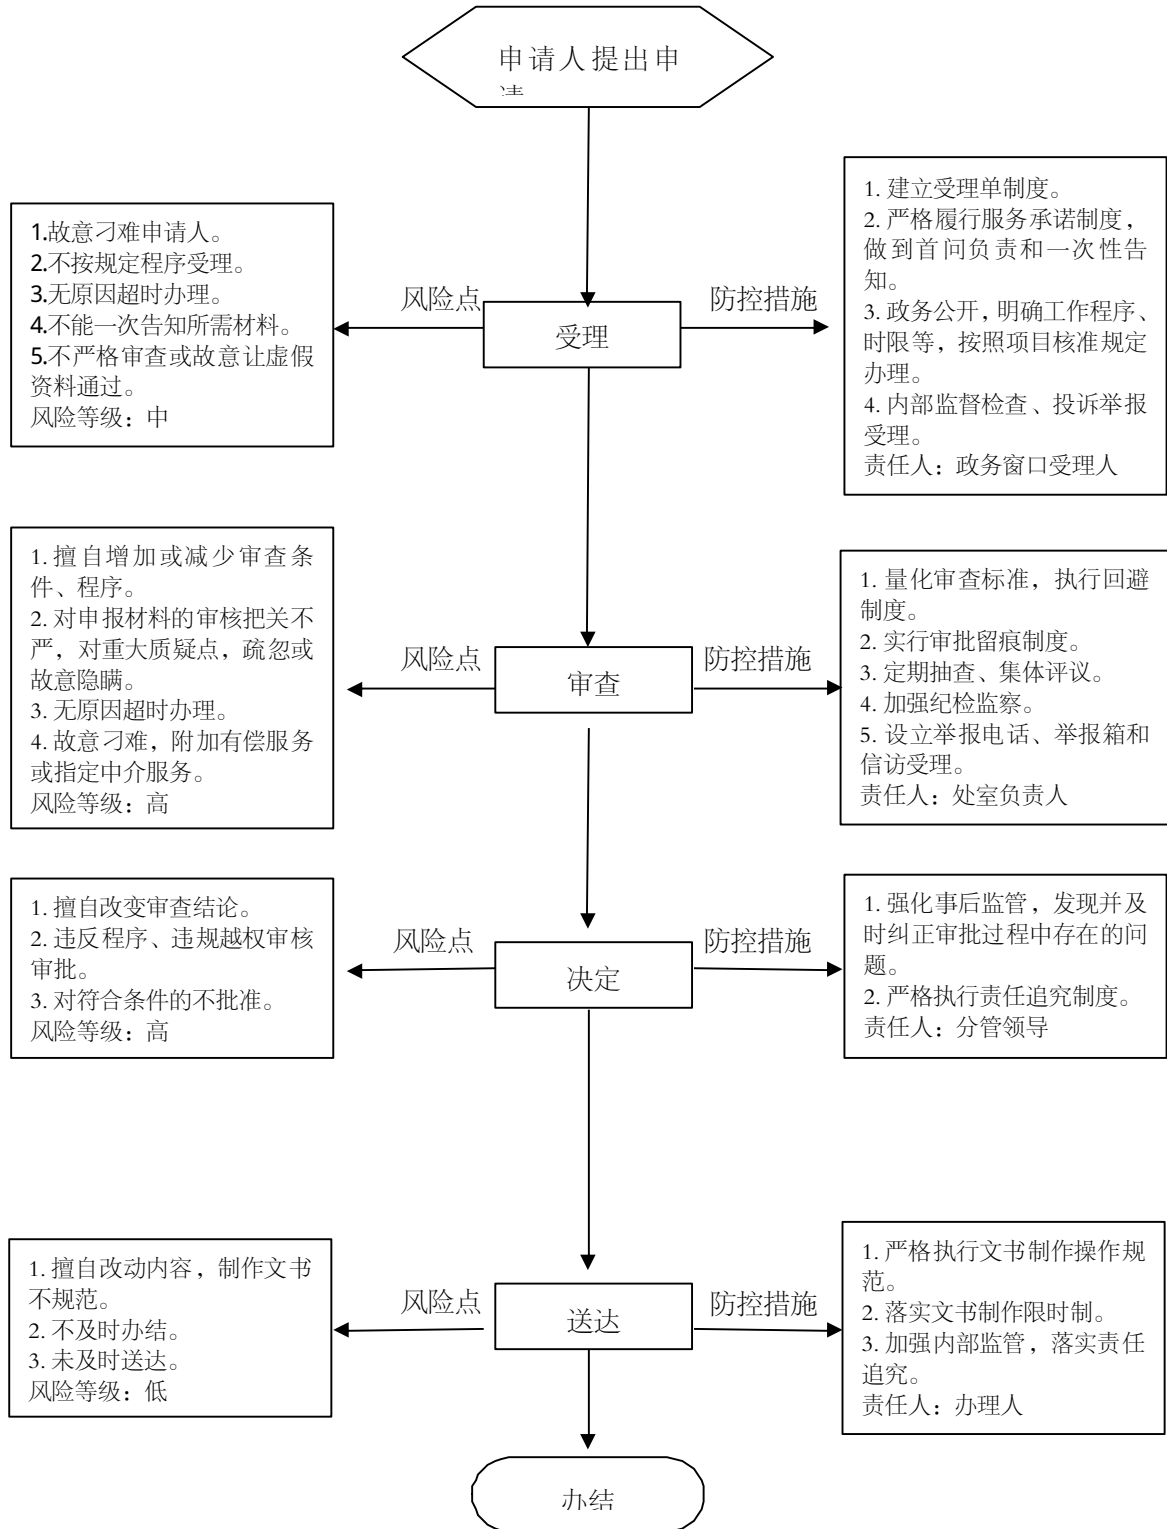 申请人提出申
请
1.故意刁难申请人。
2.不按规定程序受理。
3.无原因超时办理。
4.不能一次告知所需材料。
5.不严格审查或故意让虚假
资料通过。
风险等级：中
风险点
受理
防控措施
1. 建立受理单制度。
2. 严格履行服务承诺制度，
做到首问负责和一次性告
知。
3. 政务公开，明确工作程序、
时限等，按照项目核准规定
办理。
4. 内部监督检查、投诉举报
受理。
责任人：政务窗口受理人
1. 擅自增加或减少审查条
件、程序。
2. 对申报材料的审核把关不
严，对重大质疑点，疏忽或
故意隐瞒。
3. 无原因超时办理。
4. 故意刁难，附加有偿服务
或指定中介服务。
风险等级：高
风险点
审查
防控措施
1. 量化审查标准，执行回避
制度。
2. 实行审批留痕制度。
3. 定期抽查、集体评议。
4. 加强纪检监察。
5. 设立举报电话、举报箱和
信访受理。
责任人：处室负责人
1. 擅自改变审查结论。
2. 违反程序、违规越权审核
审批。
3. 对符合条件的不批准。
风险等级：高
风险点
决定
防控措施
1. 强化事后监管，发现并及
时纠正审批过程中存在的问
题。
2. 严格执行责任追究制度。
责任人：分管领导
1. 擅自改动内容，制作文书
不规范。
2. 不及时办结。
3. 未及时送达。
风险等级：低
风险点
送达
防控措施
1. 严格执行文书制作操作规
范。
2. 落实文书制作限时制。
3. 加强内部监管，落实责任
追究。
责任人：办理人
办结